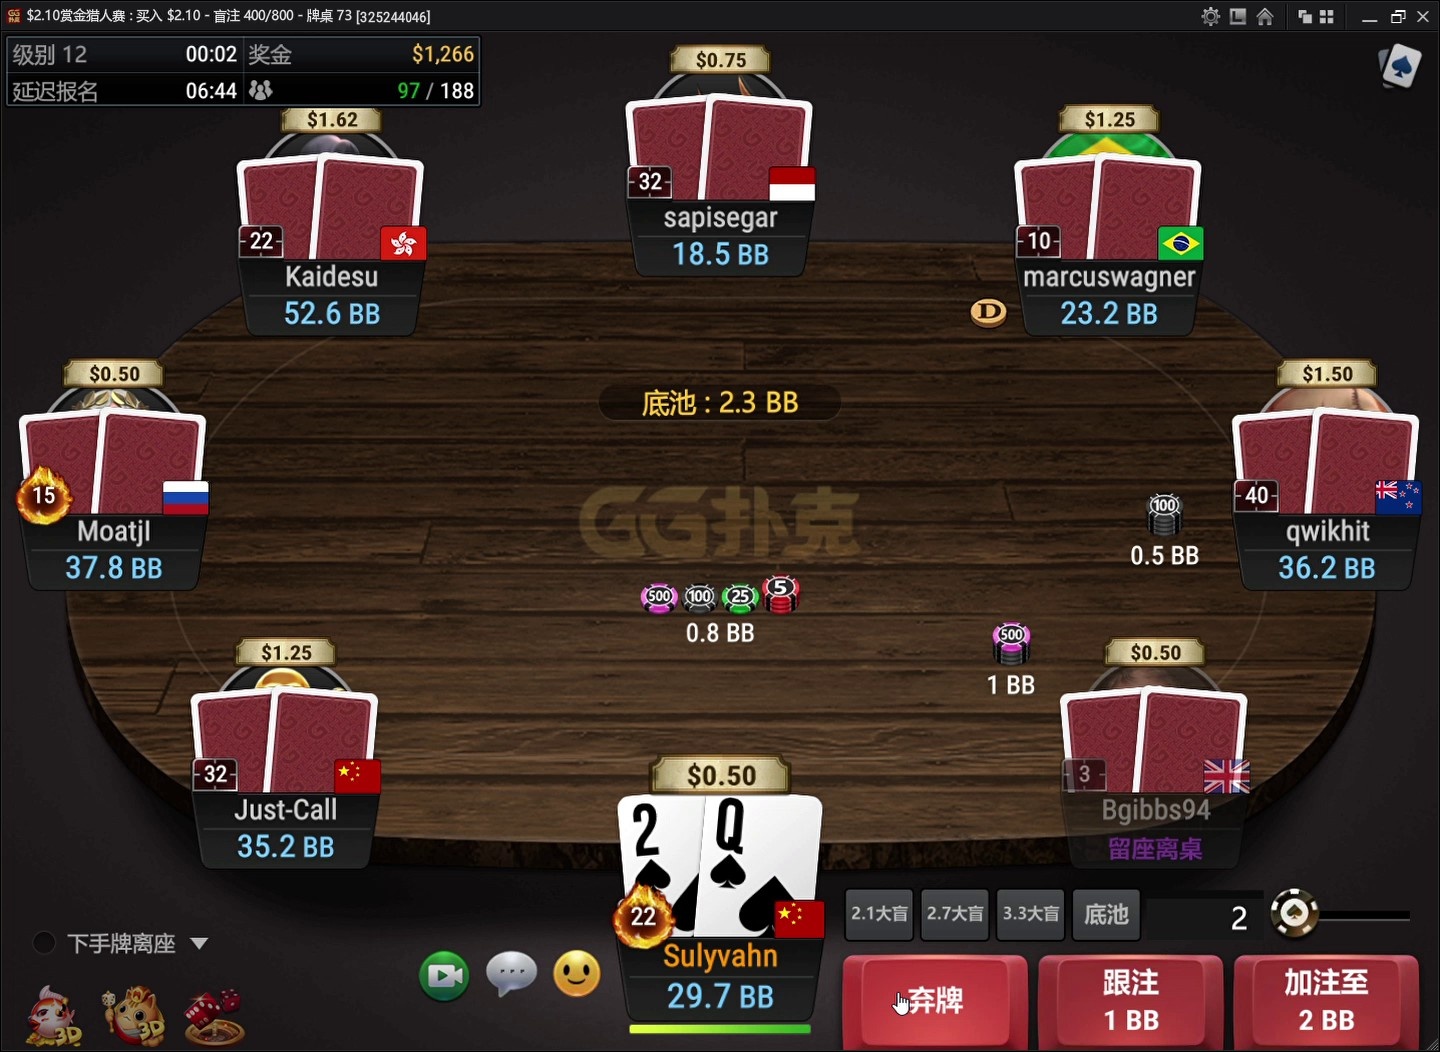 $2.10赏金猎人赛 : 买入 $2.10 - 盲注 400/800 - 牌桌 73 [325244046]
级别 12 00:02 奖金 $1,266
延迟报名 06:44 97 / 188
$0.75
32
sapisegar
18.5 BB
$1.62
22
Kaidesu
52.6 BB
$1.25
10
marcuswagner
23.2 BB
D
$0.50
15
Moatjl
37.8 BB
底池 : 2.3 BB
$1.50
40
qwikhit
36.2 BB
GG扑克
100
0.5 BB
500 100 25 5
0.8 BB
500
1 BB
$1.25
32
Just-Call
35.2 BB
$0.50
3
Bgibbs94
留座离桌
$0.50
2 Q
22
Sulyvahn
29.7 BB
2.1大盲 2.7大盲 3.3大盲 底池 2
下手牌离座
3D 3D
弃牌
跟注
1 BB
加注至
2 BB